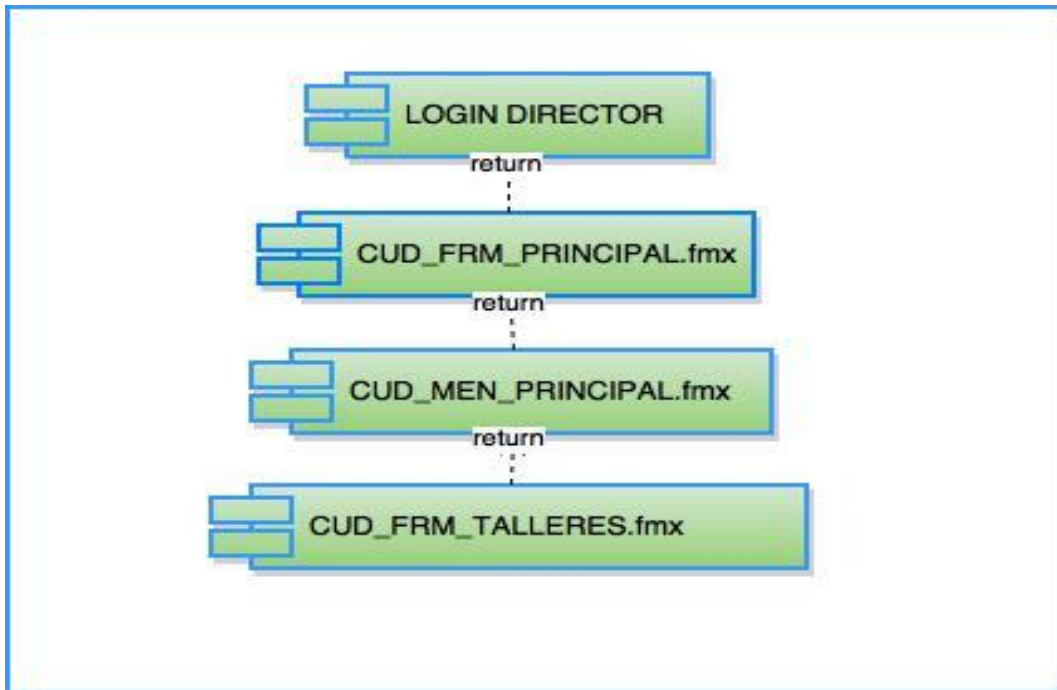 LOGIN DIRECTOR
return
CUD_FRM_PRINCIPAL.fmx
return
CUD_MEN_PRINCIPAL.fmx
return
CUD_FRM_TALLERES.fmx